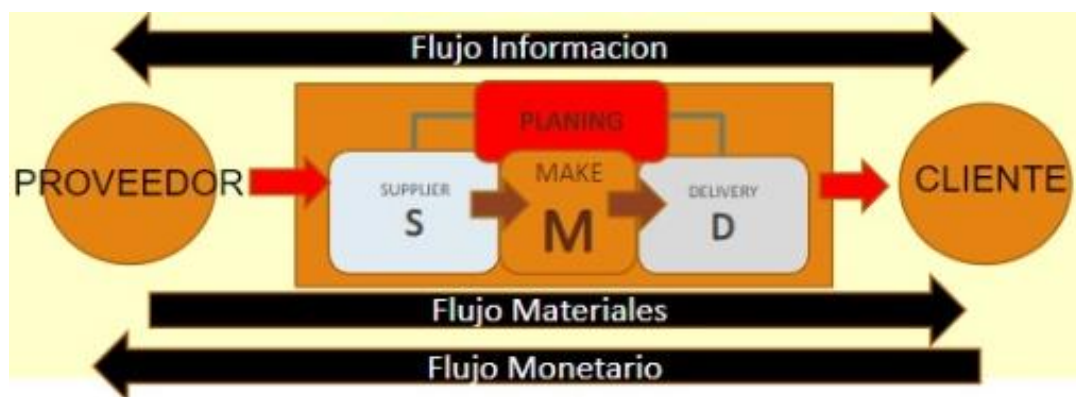 Flujo Informacion
PLANING
PROVEEDOR
SUPPLIER
S
MAKE
M
DELIVERY
D
CLIENTE
Flujo Materiales
Flujo Monetario